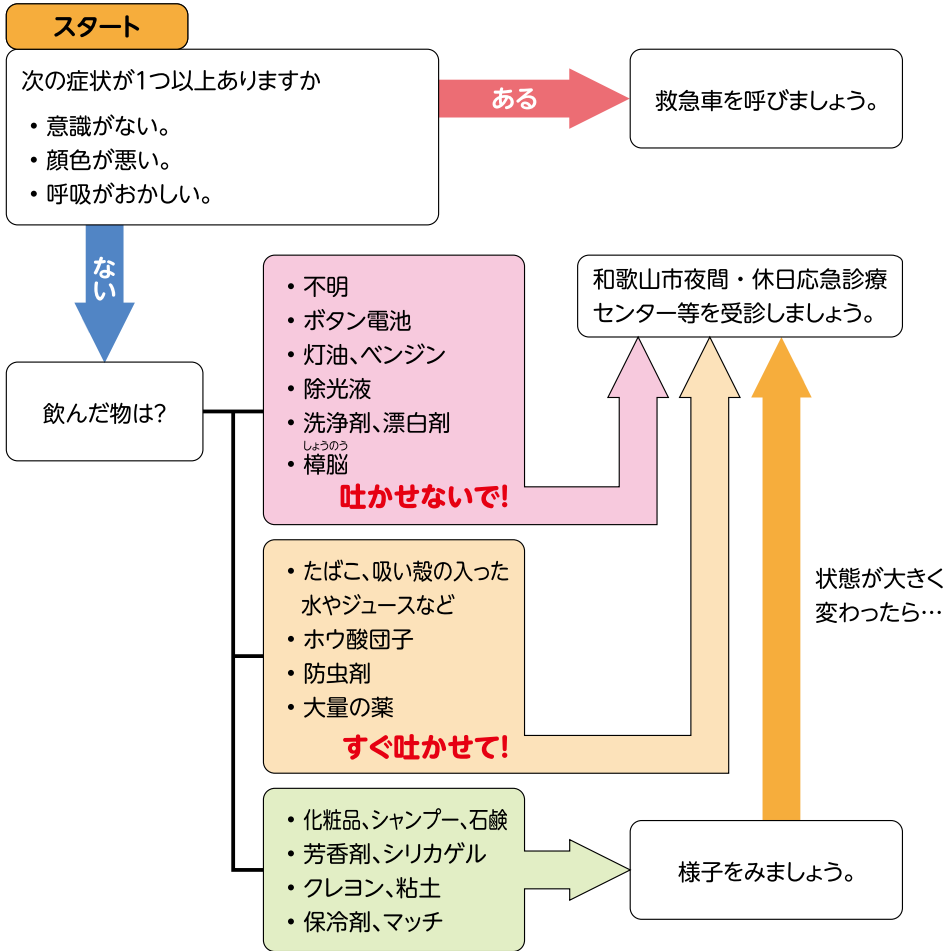 スタート
次の症状が1つ以上ありますか
・意識がない。
・顔色が悪い。
・呼吸がおかしい。
ある
救急車を呼びましょう。
ない
飲んだ物は?
・不明
・ボタン電池
・灯油、ベンジン
・除光液
・洗浄剤、漂白剤
しょうのう
・樟脳
吐かせないで!
和歌山市夜間・休日応急診療
センター等を受診しましょう。
・たばこ、吸い殻の入った
水やジュースなど
・ホウ酸団子
・防虫剤
・大量の薬
すぐ吐かせて!
状態が大きく
変わったら…
・化粧品、シャンプー、石鹸
・芳香剤、シリカゲル
・クレヨン、粘土
・保冷剤、マッチ
様子をみましょう。